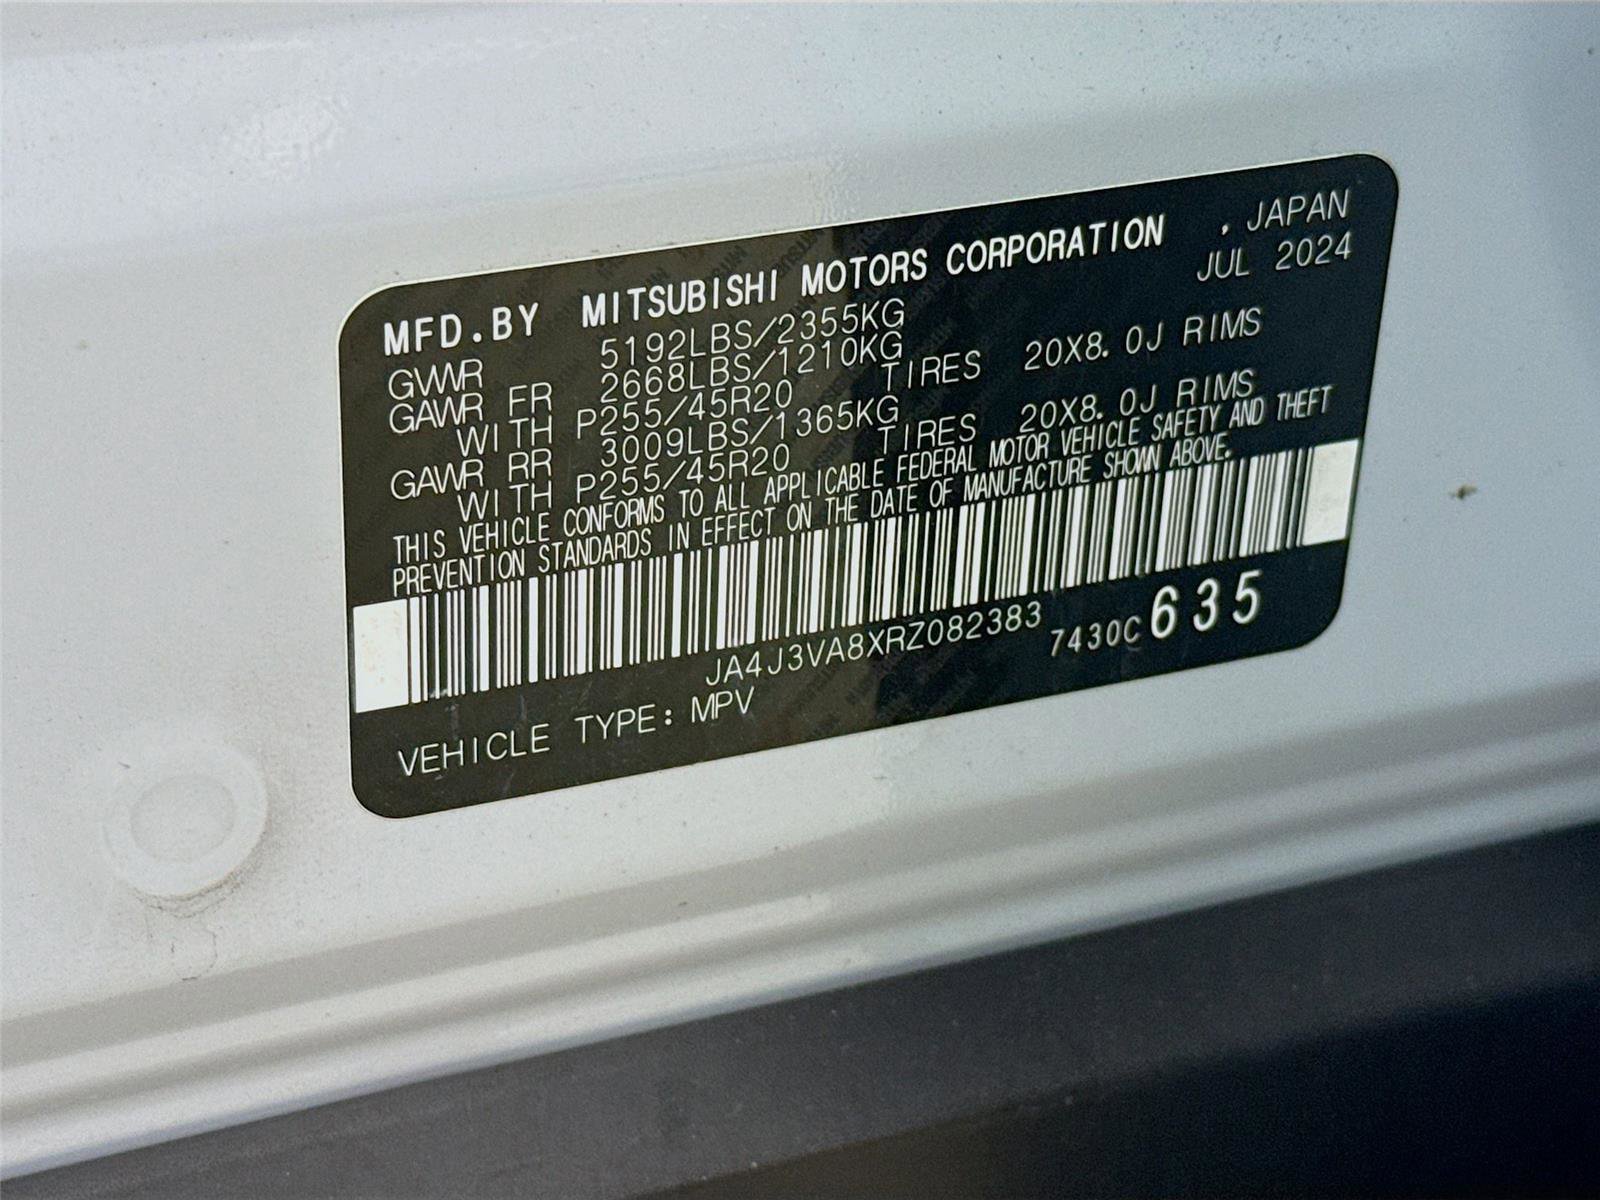 MFD.BY MITSUBISHI MOTORS CORPORATION , JAPAN
JUL 2024
GVWR 5192LBS/2355KG
GAWR FR 2668LBS/1210KG
WITH P255/45R20 TIRES 20X8.0J RIMS
GAWR RR 3009LBS/1365KG
WITH P255/45R20 TIRES 20X8.0J RIMS
THIS VEHICLE CONFORMS TO ALL APPLICABLE FEDERAL MOTOR VEHICLE SAFETY AND THEFT
PREVENTION STANDARDS IN EFFECT ON THE DATE OF MANUFACTURE SHOWN ABOVE.
JA4J3VA8XRZ082383 7430C635
VEHICLE TYPE: MPV